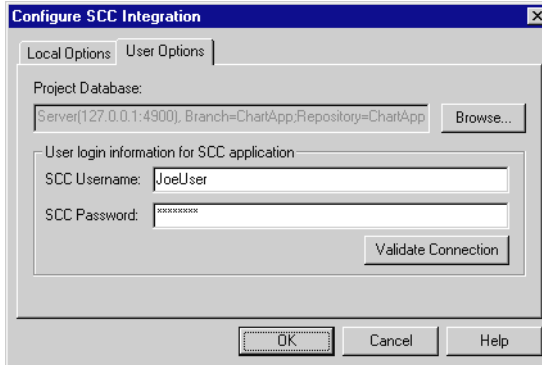 Configure SCC Integration
Local Options
User Options
Project Database:
Server(127.0.0.1:4900), Branch=ChartApp;Repository=ChartApp
Browse...
User login information for SCC application
SCC Username: JoeUser
SCC Password: ********
Validate Connection
OK Cancel Help